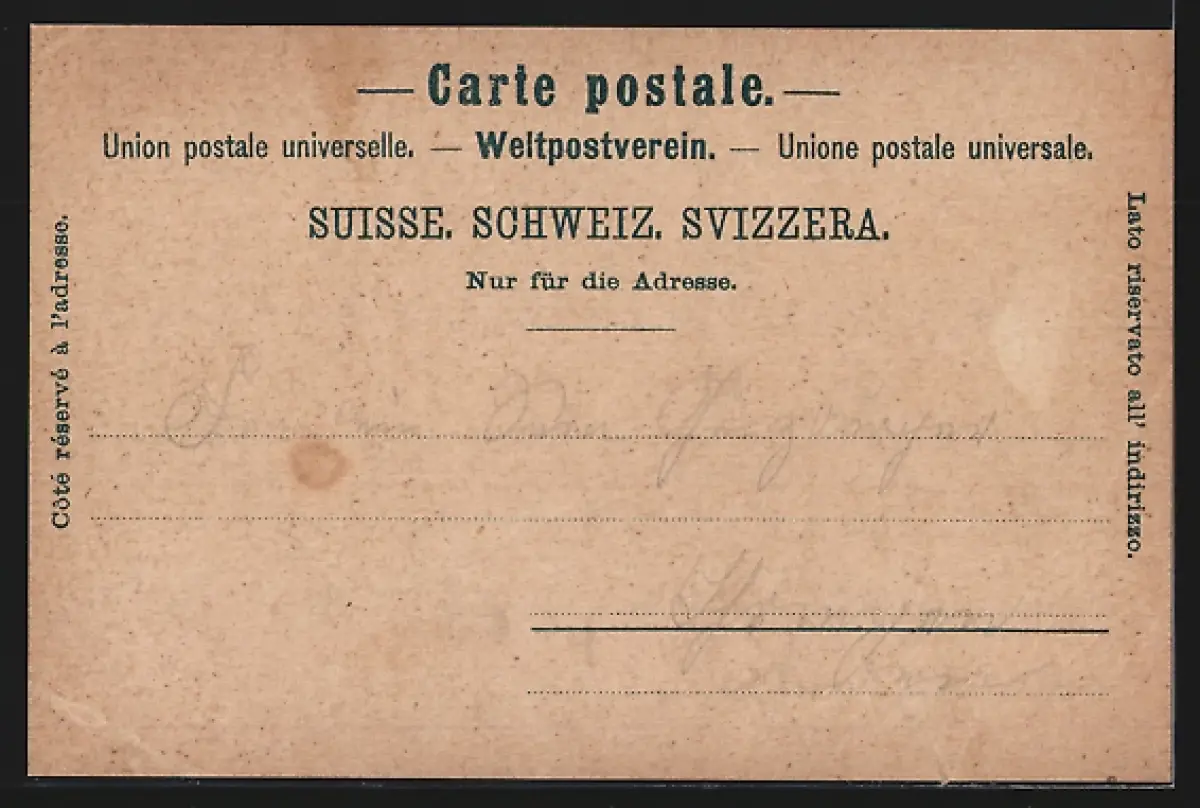 — Carte postale. —
Union postale universelle. — Weltpostverein. — Unione postale universale.
SUISSE. SCHWEIZ. SVIZZERA.
Nur für die Adresse.
Côté réservé à l'adresse.
Lato riservato all' indirizzo.